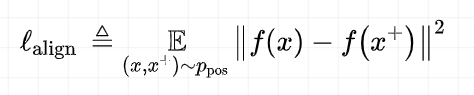 ℓ_align ≜ 𝔼_{(x,x⁺)∼p_pos} ‖f(x) − f(x⁺)‖²